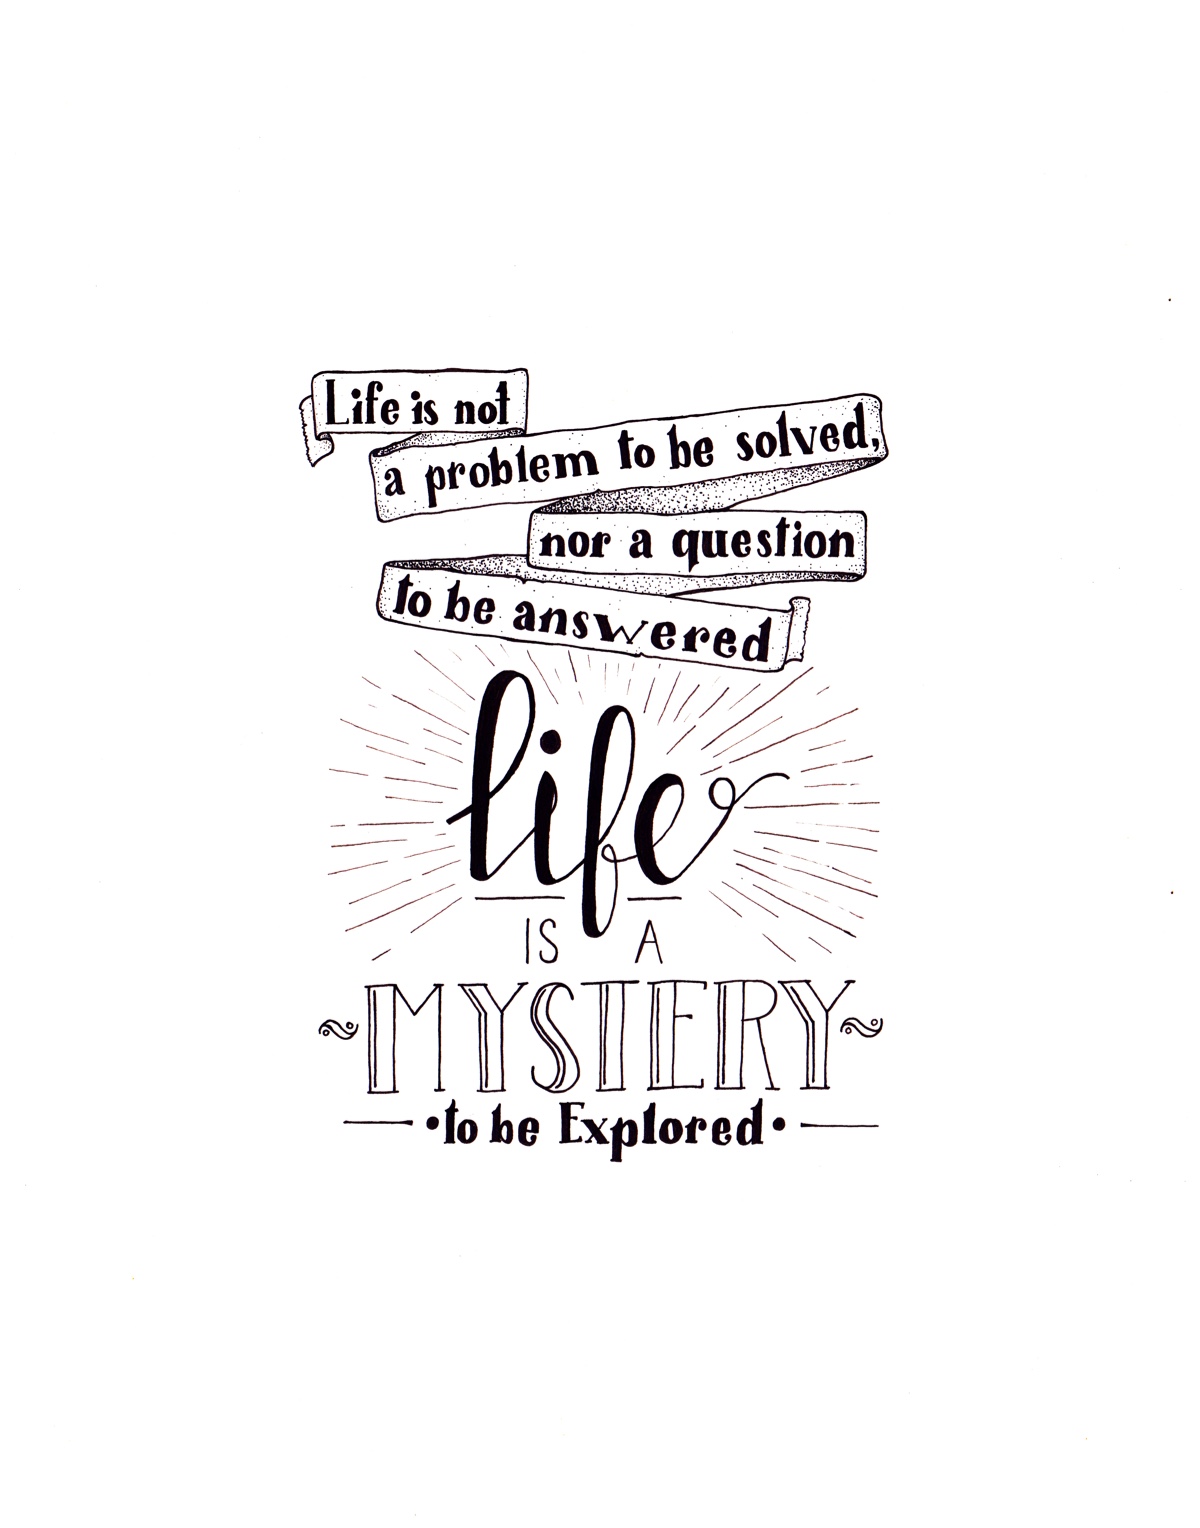 Life is not
a problem to be solved,
nor a question
to be answered
life
IS A
MYSTERY
to be Explored